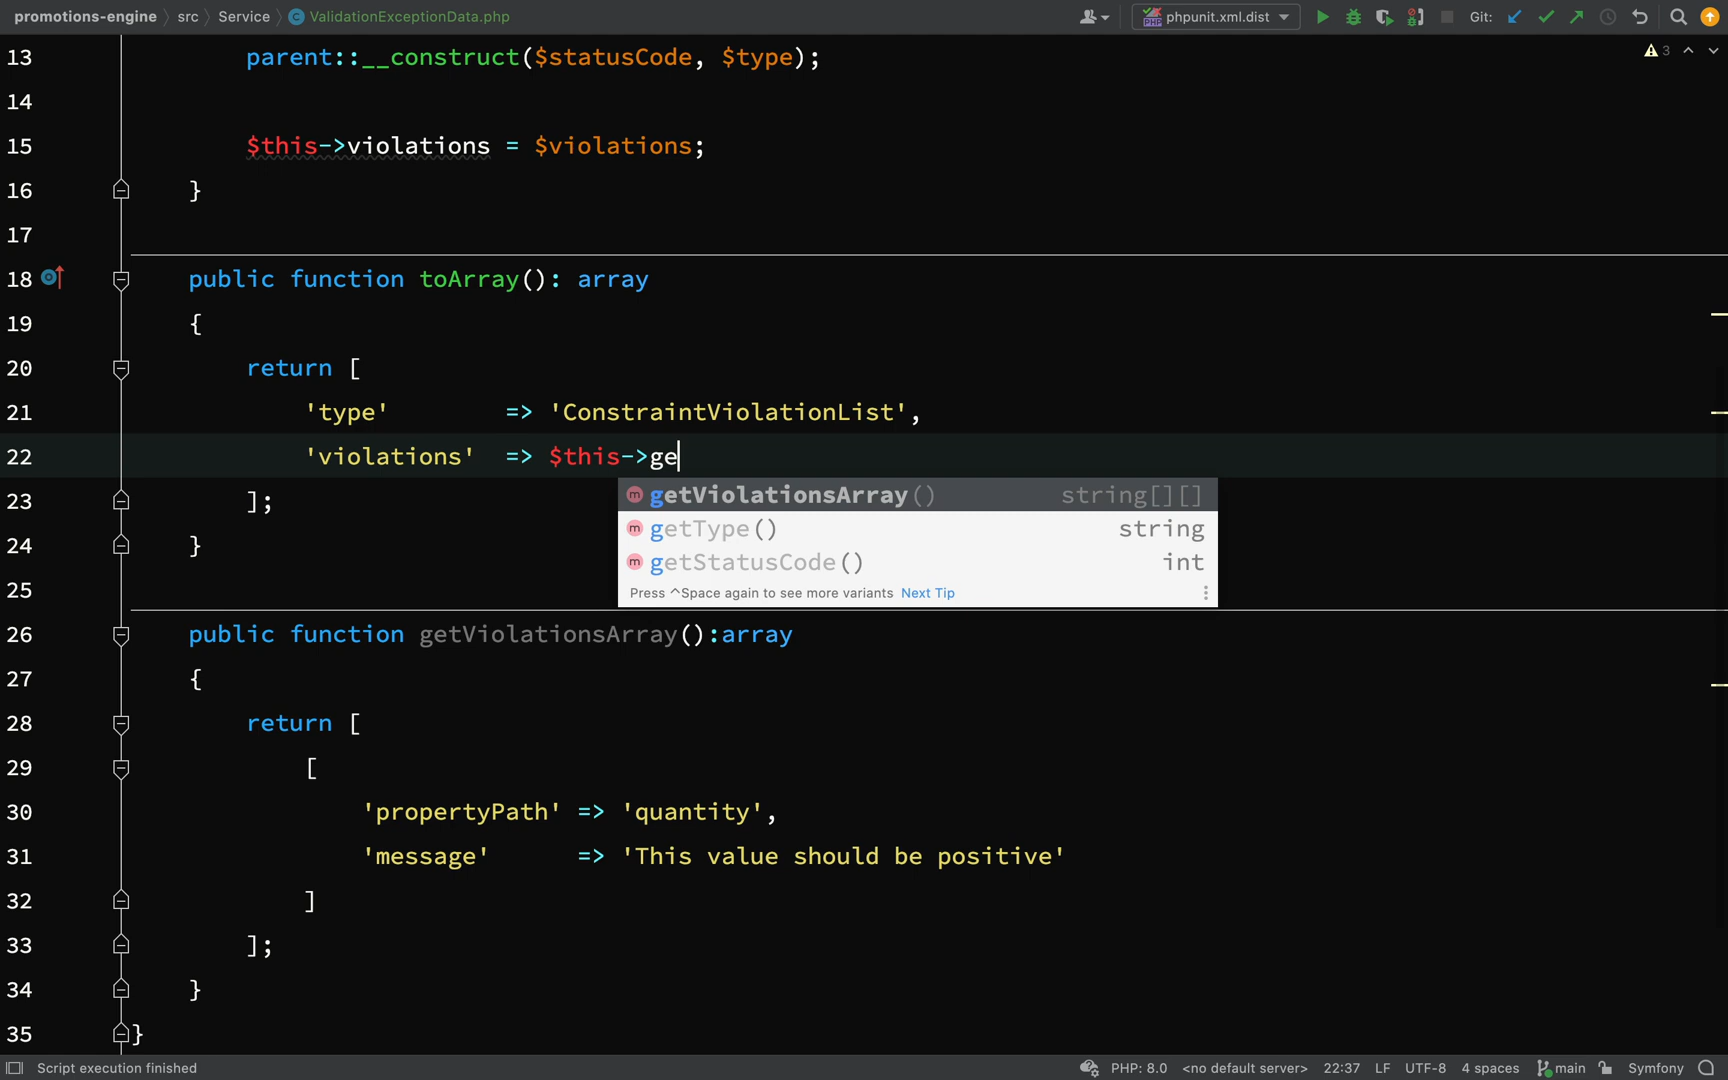 promotions-engine src Service ValidationExceptionData.php phpunit.xml.dist Git:
13 parent::__construct($statusCode, $type); 3
14
15 $this->violations = $violations;
16 }
17
18 public function toArray(): array
19 {
20 return [
21 'type' => 'ConstraintViolationList',
22 'violations' => $this->ge
getViolationsArray() string[][]
23 ];
getType() string
24 }
getStatusCode() int
25
Press ^Space again to see more variants Next Tip
26 public function getViolationsArray():array
27 {
28 return [
29 [
30 'propertyPath' => 'quantity',
31 'message' => 'This value should be positive'
32 ]
33 ];
34 }
35 }
Script execution finished PHP: 8.0 <no default server> 22:37 LF UTF-8 4 spaces main Symfony